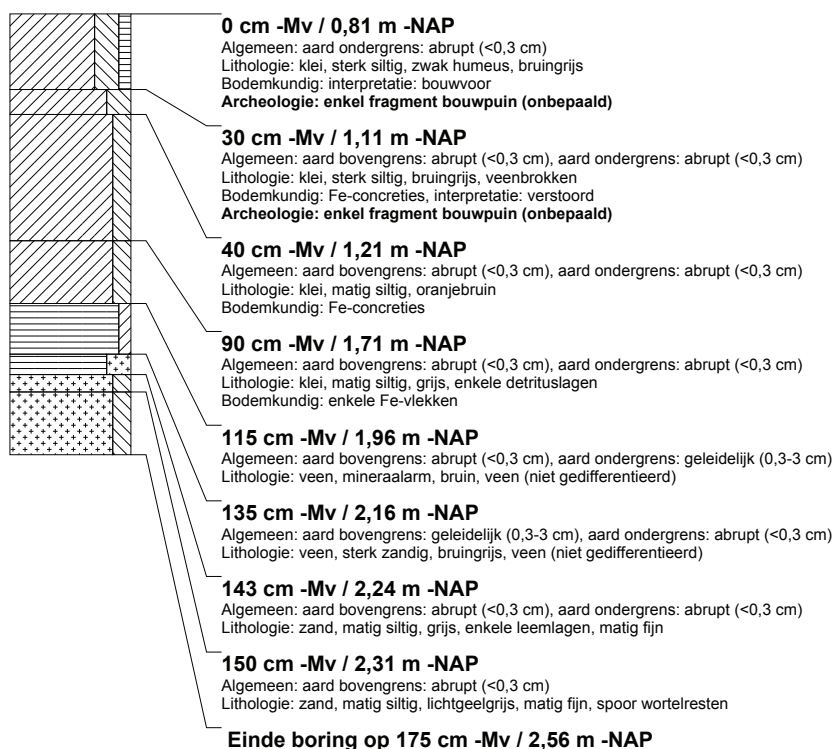 0 cm -Mv / 0,81 m -NAP
Algemeen: aard ondergrens: abrupt (<0,3 cm)
Lithologie: klei, sterk siltig, zwak humeus, bruingrijs
Bodemkundig: interpretatie: bouwvoor
Archeologie: enkel fragment bouwpuin (onbepaald)
30 cm -Mv / 1,11 m -NAP
Algemeen: aard bovengrens: abrupt (<0,3 cm), aard ondergrens: abrupt (<0,3 cm)
Lithologie: klei, sterk siltig, bruingrijs, veenbrokken
Bodemkundig: Fe-concreties, interpretatie: verstoord
Archeologie: enkel fragment bouwpuin (onbepaald)
40 cm -Mv / 1,21 m -NAP
Algemeen: aard bovengrens: abrupt (<0,3 cm), aard ondergrens: abrupt (<0,3 cm)
Lithologie: klei, matig siltig, oranjebruin
Bodemkundig: Fe-concreties
90 cm -Mv / 1,71 m -NAP
Algemeen: aard bovengrens: abrupt (<0,3 cm), aard ondergrens: abrupt (<0,3 cm)
Lithologie: klei, matig siltig, grijs, enkele detrituslagen
Bodemkundig: enkele Fe-vlekken
115 cm -Mv / 1,96 m -NAP
Algemeen: aard bovengrens: abrupt (<0,3 cm), aard ondergrens: geleidelijk (0,3-3 cm)
Lithologie: veen, mineraalarm, bruin, veen (niet gedifferentieerd)
135 cm -Mv / 2,16 m -NAP
Algemeen: aard bovengrens: geleidelijk (0,3-3 cm), aard ondergrens: abrupt (<0,3 cm)
Lithologie: veen, sterk zandig, bruingrijs, veen (niet gedifferentieerd)
143 cm -Mv / 2,24 m -NAP
Algemeen: aard bovengrens: abrupt (<0,3 cm), aard ondergrens: abrupt (<0,3 cm)
Lithologie: zand, matig siltig, grijs, enkele leemlagen, matig fijn
150 cm -Mv / 2,31 m -NAP
Algemeen: aard bovengrens: abrupt (<0,3 cm)
Lithologie: zand, matig siltig, lichtgeelgrijs, matig fijn, spoor wortelresten
Einde boring op 175 cm -Mv / 2,56 m -NAP